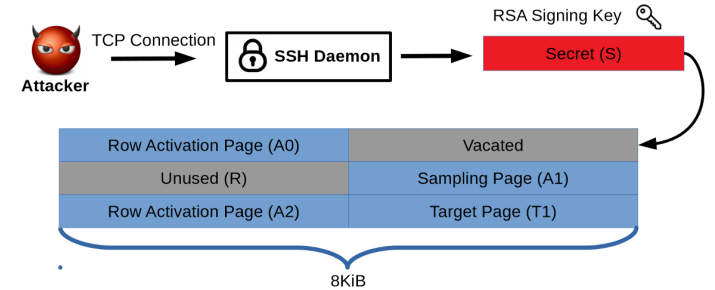 RSA Signing Key
TCP Connection
SSH Daemon
Secret (S)
Attacker
Row Activation Page (A0)
Vacated
Unused (R)
Sampling Page (A1)
Row Activation Page (A2)
Target Page (T1)
8KiB